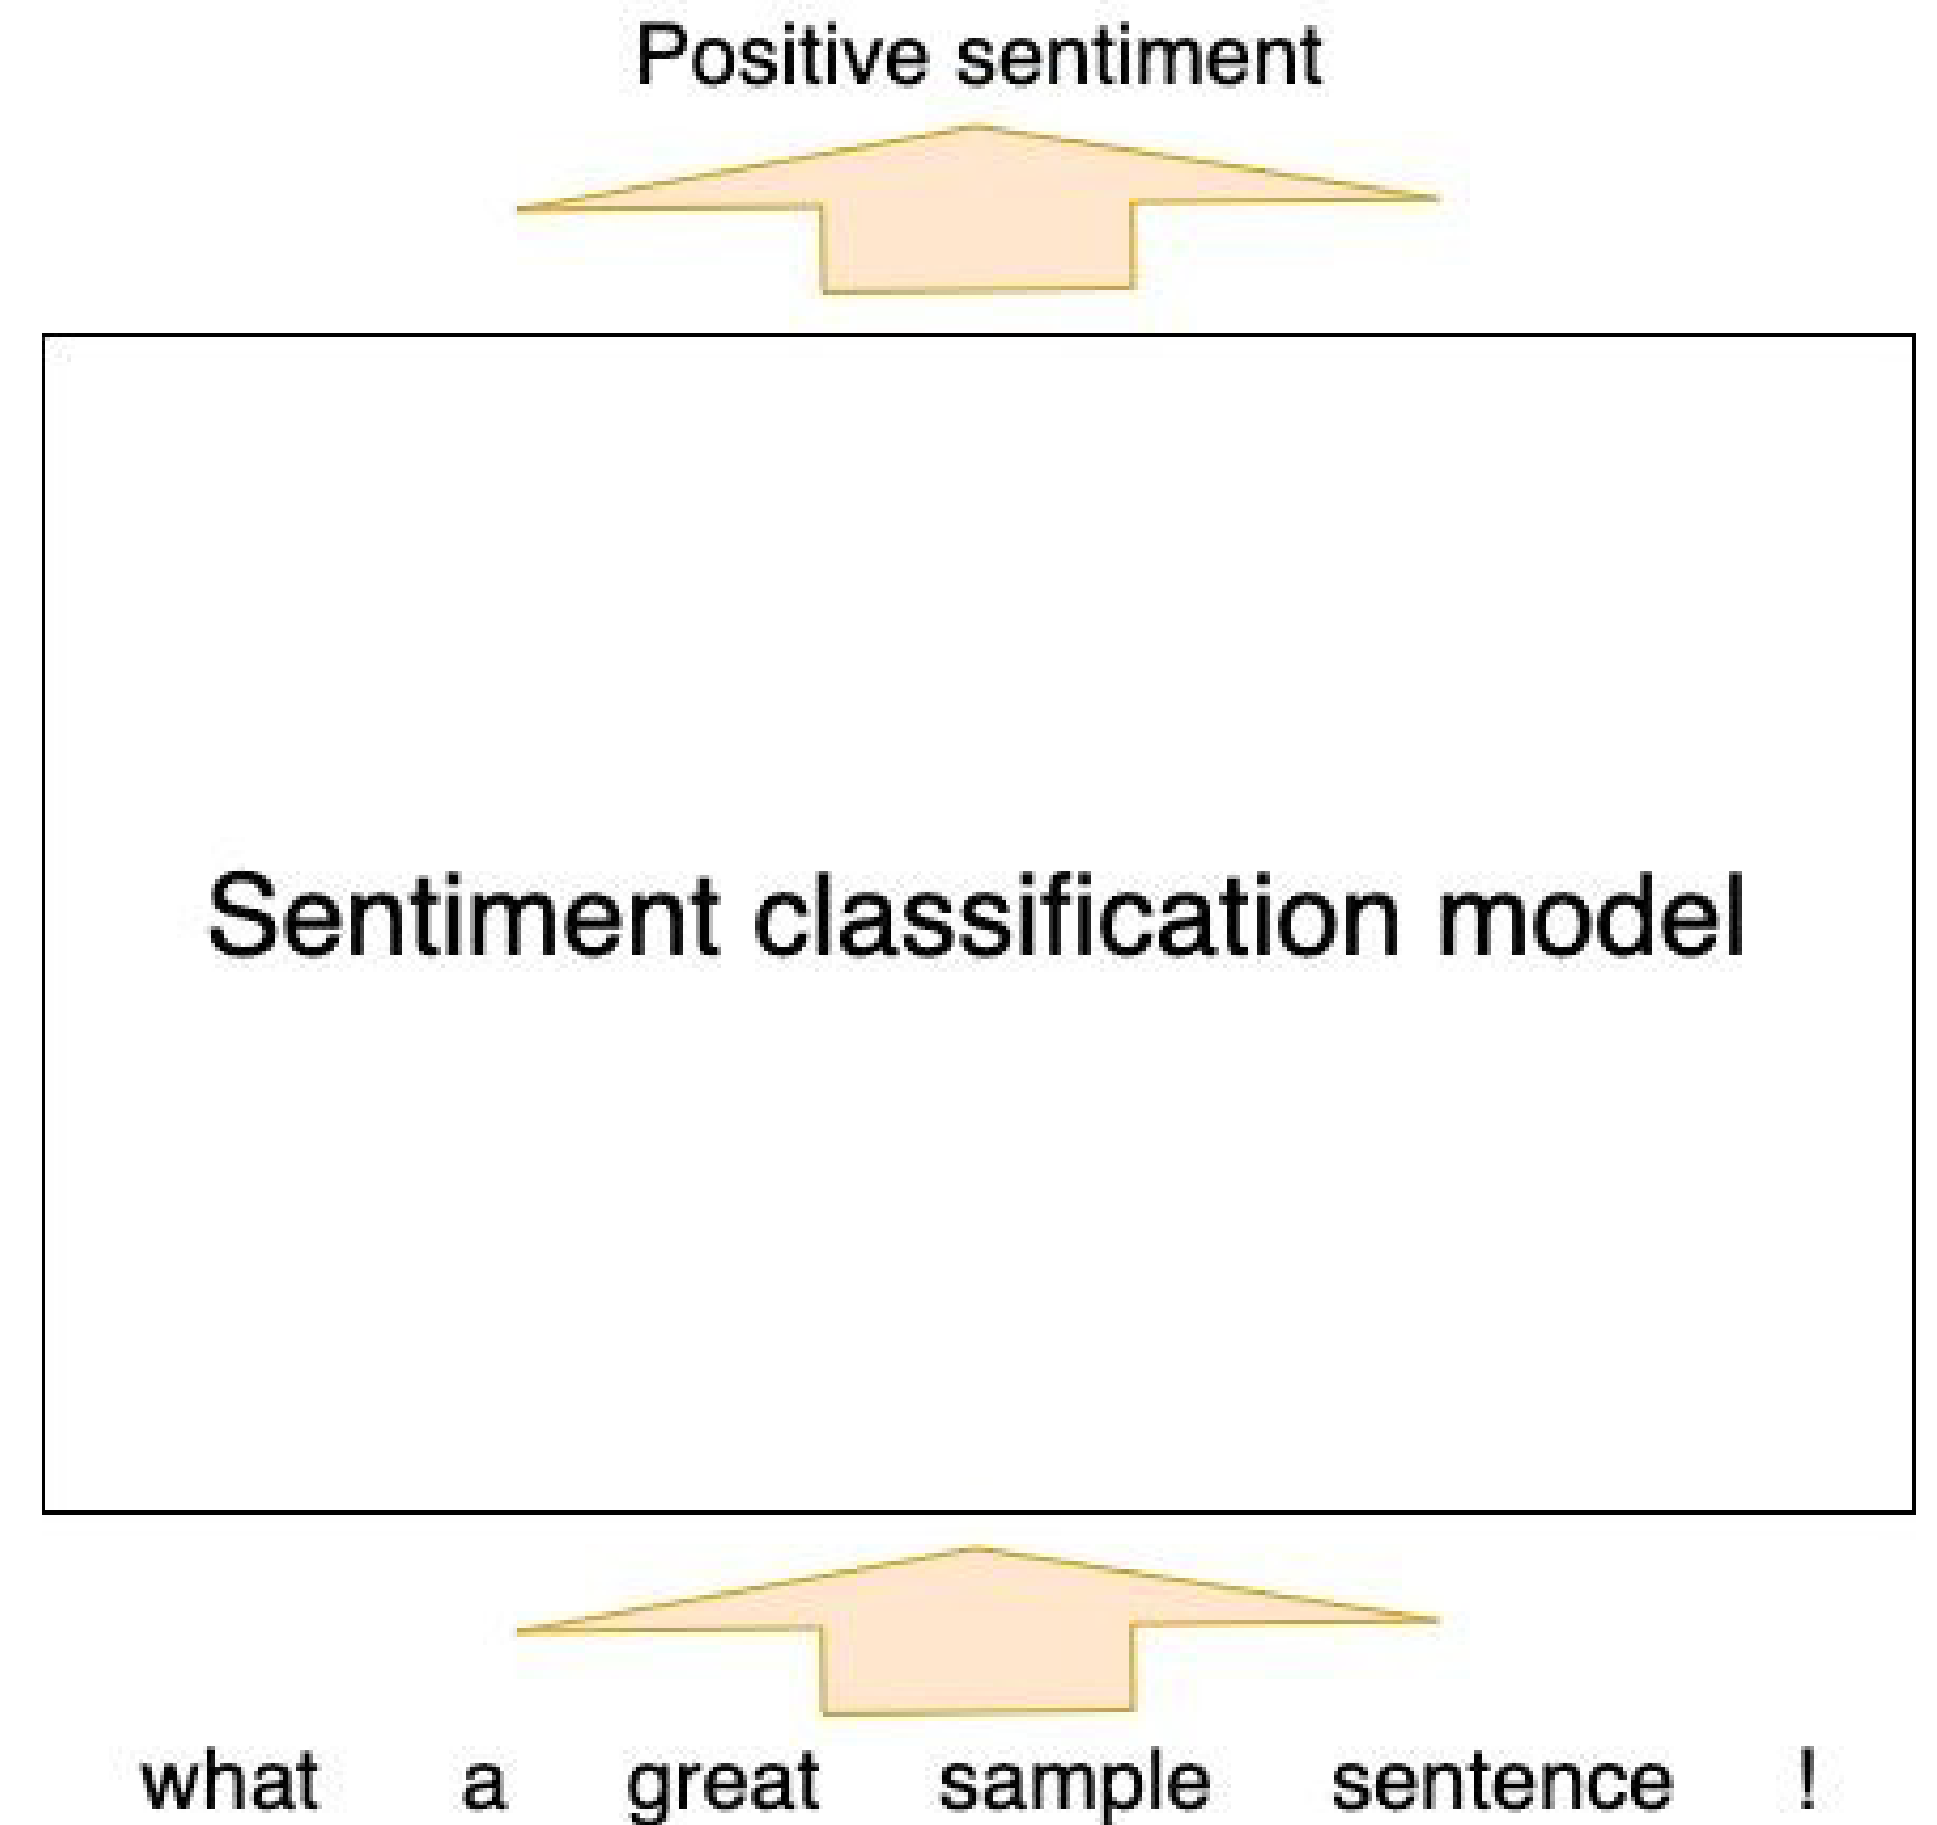 Positive sentiment
Sentiment classification model
what a great sample sentence !